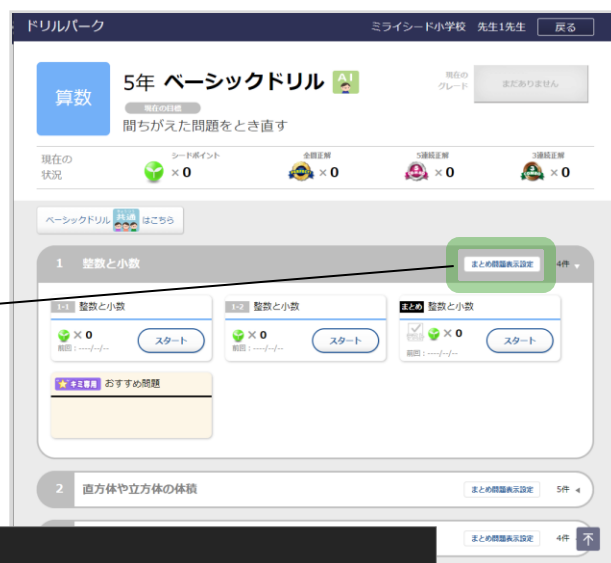 ドリルパーク ミライシード小学校 先生1先生 戻る
算数
5年 ベーシックドリル AI
現在の目標
間ちがえた問題をとき直す
現在の
グレード
まだありません
現在の
状況
シードポイント
× 0
全問正解
× 0
5連続正解
× 0
3連続正解
× 0
ベーシックドリル 共通 はこちら
1 整数と小数 まとめ問題表示設定 4件
1-1 整数と小数
× 0
前回：----/--/--
スタート
1-2 整数と小数
× 0
前回：----/--/--
スタート
まとめ 整数と小数
× 0
前回：----/--/--
スタート
キミ専用 おすすめ問題
2 直方体や立方体の体積 まとめ問題表示設定 5件
まとめ問題表示設定 4件